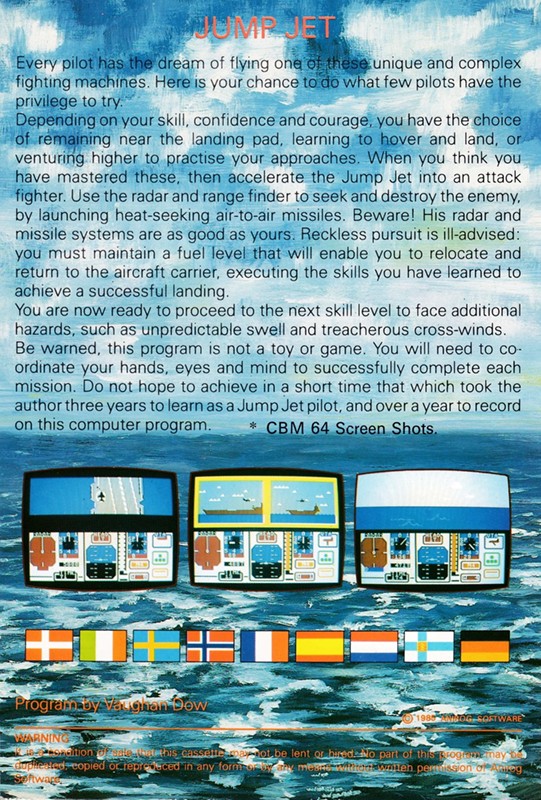 JUMP JET
Every pilot has the dream of flying one of these unique and complex
fighting machines. Here is your chance to do what few pilots have the
privilege to try.
Depending on your skill, confidence and courage, you have the choice
of remaining near the landing pad, learning to hover and land, or
venturing higher to practise your approaches. When you think you
have mastered these, then accelerate the Jump Jet into an attack
fighter. Use the radar and range finder to seek and destroy the enemy,
by launching heat-seeking air-to-air missiles. Beware! His radar and
missile systems are as good as yours. Reckless pursuit is ill-advised:
you must maintain a fuel level that will enable you to relocate and
return to the aircraft carrier, executing the skills you have learned to
achieve a successful landing.
You are now ready to proceed to the next skill level to face additional
hazards, such as unpredictable swell and treacherous cross-winds.
Be warned, this program is not a toy or game. You will need to co-
ordinate your hands, eyes and mind to successfully complete each
mission. Do not hope to achieve in a short time that which took the
author three years to learn as a Jump Jet pilot, and over a year to record
on this computer program. * CBM 64 Screen Shots.
RADAR
RADAR
RADAR
Program by Vaughan Dow
© 1985 ANIROG SOFTWARE
WARNING
It is a condition of sale that this cassette may not be lent or hired. No part of this program may be
duplicated, copied or reproduced in any form or by any means without written permission of Anirog
Software.